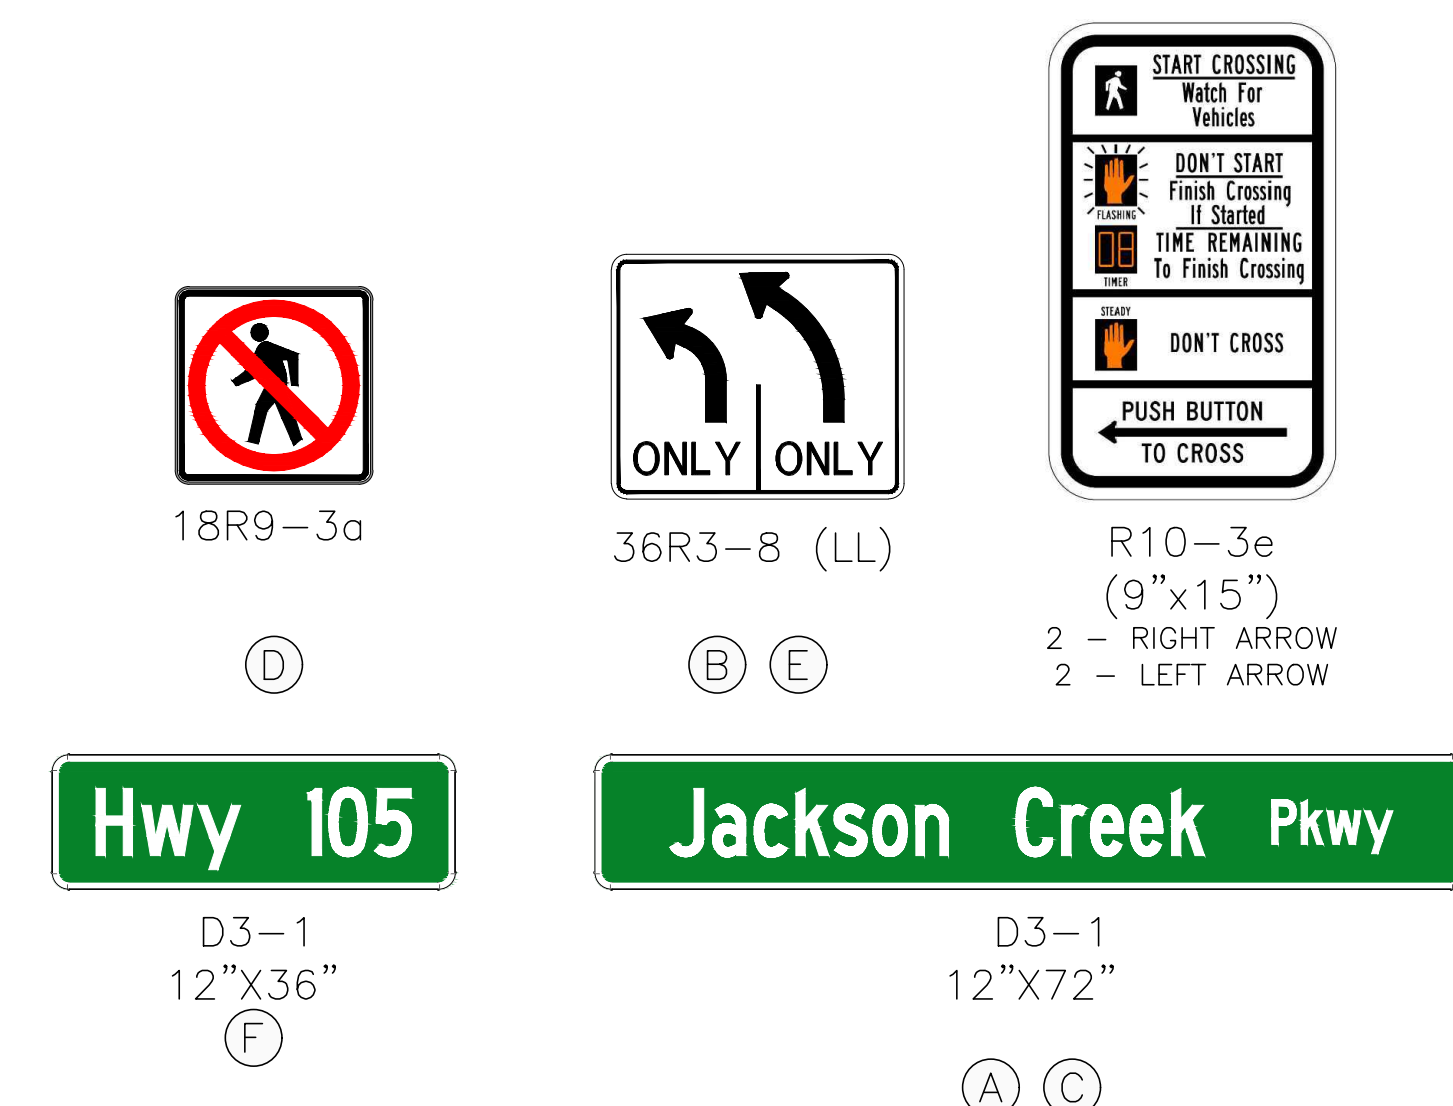 START CROSSING
Watch For
Vehicles
DON'T START
Finish Crossing
If Started
FLASHING
TIME REMAINING
To Finish Crossing
08
TIMER
STEADY
DON'T CROSS
PUSH BUTTON
TO CROSS
ONLY ONLY
18R9-3a
36R3-8 (LL)
R10-3e
(9"x15")
2 - RIGHT ARROW
2 - LEFT ARROW
D
B E
Hwy 105
Jackson Creek Pkwy
D3-1
12"X36"
F
D3-1
12"X72"
A C